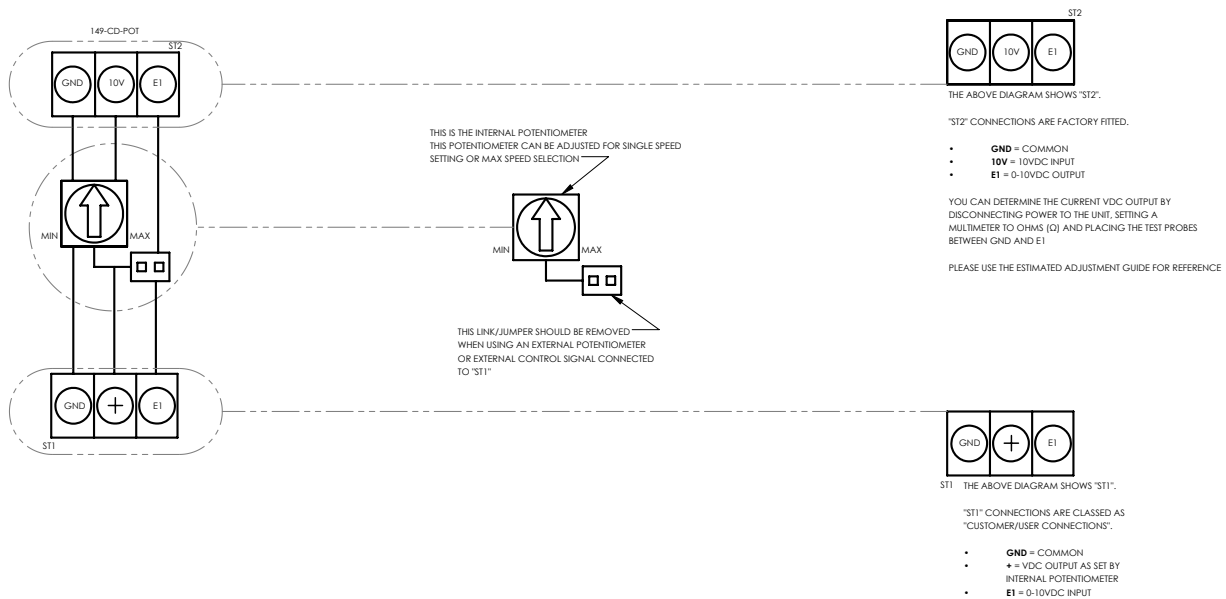 149-CD-POT
ST2
GND
10V
E1
MIN
MAX
GND
+
E1
ST1
THIS IS THE INTERNAL POTENTIOMETER
THIS POTENTIOMETER CAN BE ADJUSTED FOR SINGLE SPEED
SETTING OR MAX SPEED SELECTION
MIN
MAX
THIS LINK/JUMPER SHOULD BE REMOVED
WHEN USING AN EXTERNAL POTENTIOMETER
OR EXTERNAL CONTROL SIGNAL CONNECTED
TO "ST1"
ST2
GND
10V
E1
THE ABOVE DIAGRAM SHOWS "ST2".
"ST2" CONNECTIONS ARE FACTORY FITTED.
• GND = COMMON
• 10V = 10VDC INPUT
• E1 = 0-10VDC OUTPUT
YOU CAN DETERMINE THE CURRENT VDC OUTPUT BY
DISCONNECTING POWER TO THE UNIT, SETTING A
MULTIMETER TO OHMS (Ω) AND PLACING THE TEST PROBES
BETWEEN GND AND E1
PLEASE USE THE ESTIMATED ADJUSTMENT GUIDE FOR REFERENCE
GND
+
E1
ST1
THE ABOVE DIAGRAM SHOWS "ST1".
"ST1" CONNECTIONS ARE CLASSED AS
"CUSTOMER/USER CONNECTIONS".
• GND = COMMON
• + = VDC OUTPUT AS SET BY
INTERNAL POTENTIOMETER
• E1 = 0-10VDC INPUT